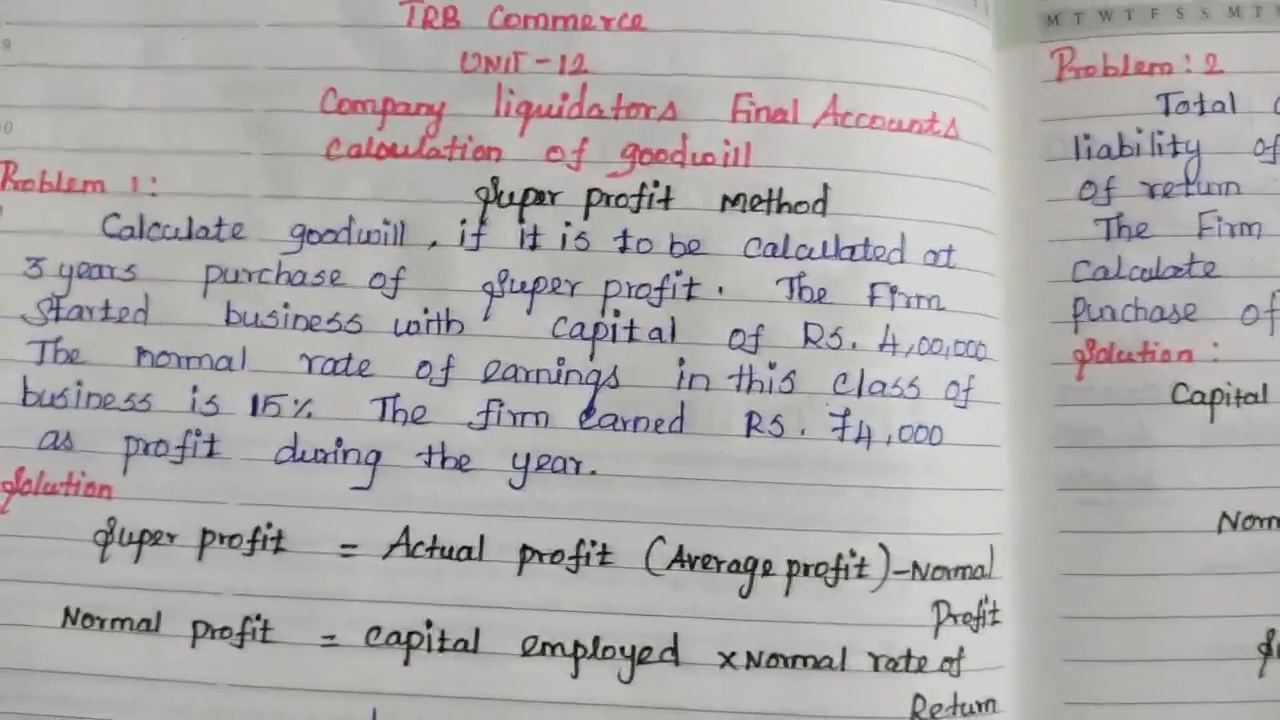 TRB Commerce
UNIT-12
Company liquidators Final Accounts
Calculation of goodwill
Problem 1:
Super profit method
Calculate goodwill, if it is to be calculated at
3 years purchase of Super profit. The Firm
Started business with capital of RS. 4,00,000
The normal rate of earnings in this class of
business is 15% The firm earned RS. 74,000
as profit during the year.
Solution
Super profit = Actual profit (Average profit)-Normal
Profit
Normal profit = capital employed x Normal rate of
Return
M T W T F S S M T
Problem: 2
Total
liability of
of return
The Firm
Calculate
purchase of
Solution:
Capital